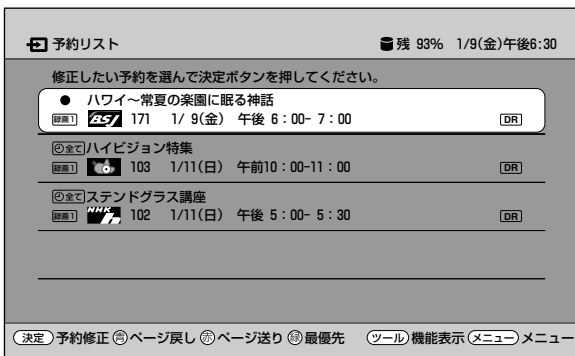 予約リスト 残 93% 1/9(金)午後6:30
修正したい予約を選んで決定ボタンを押してください。
● ハワイ～常夏の楽園に眠る神話
録画1 BSJ 171 1/ 9(金) 午後 6：00- 7：00 DR
全て ハイビジョン特集
録画1 103 1/11(日) 午前10：00-11：00 DR
全て ステンドグラス講座
録画1 NHK h 102 1/11(日) 午後 5：00- 5：30 DR
決定 予約修正 青 ページ戻し 赤 ページ送り 緑 最優先 ツール 機能表示 メニュー メニュー